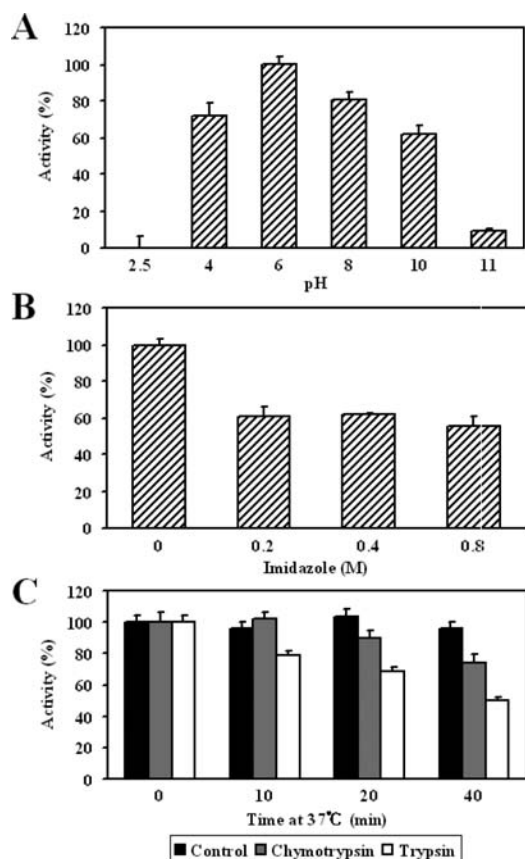 A
Activity (%)
120
100
80
60
40
20
0
2.5 4 6 8 10 11
pH
B
Activity (%)
120
100
80
60
40
20
0
0 0.2 0.4 0.8
Imidazole (M)
C
Activity (%)
120
100
80
60
40
20
0
0 10 20 40
Time at 37℃ (min)
Control Chymotrypsin Trypsin